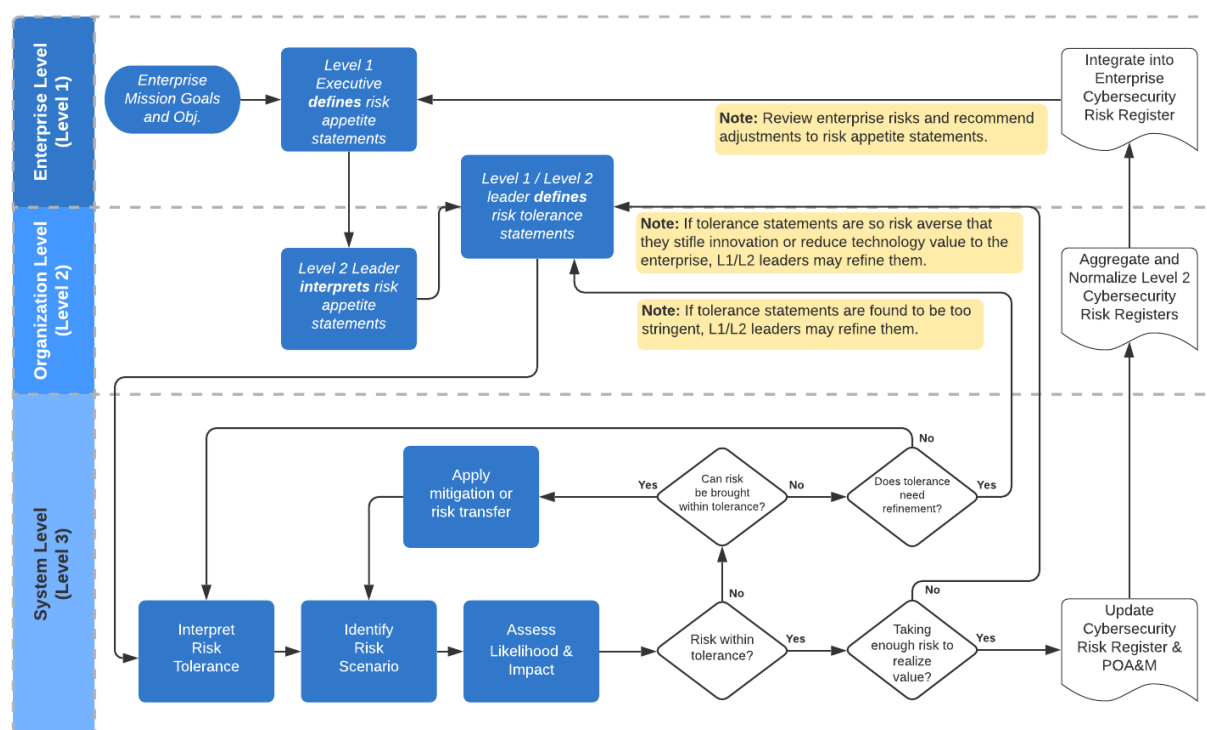 Enterprise Level
(Level 1)
Enterprise
Mission Goals
and Obj.
Level 1
Executive
defines risk
appetite
statements
Integrate into
Enterprise
Cybersecurity
Risk Register
Note: Review enterprise risks and recommend
adjustments to risk appetite statements.
Level 1 / Level 2
leader defines
risk tolerance
statements
Organization Level
(Level 2)
Level 2 Leader
interprets risk
appetite
statements
Note: If tolerance statements are so risk averse that
they stifle innovation or reduce technology value to the
enterprise, L1/L2 leaders may refine them.
Note: If tolerance statements are found to be too
stringent, L1/L2 leaders may refine them.
Aggregate and
Normalize Level 2
Cybersecurity
Risk Registers
System Level
(Level 3)
Apply
mitigation or
risk transfer
Yes
Can risk
be brought
within tolerance?
No
Does tolerance
need
refinement?
No
Yes
Interpret
Risk
Tolerance
Identify
Risk
Scenario
Assess
Likelihood &
Impact
Risk within
tolerance?
No
Yes
Taking
enough risk to
realize
value?
No
Yes
Update
Cybersecurity
Risk Register &
POA&M